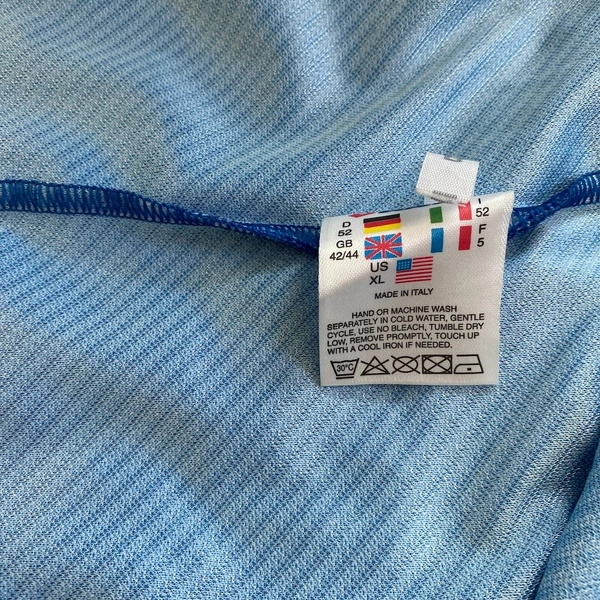 D I
52 52
GB F
42/44 5
US
XL
MADE IN ITALY
HAND OR MACHINE WASH
SEPARATELY IN COLD WATER, GENTLE
CYCLE, USE NO BLEACH, TUMBLE DRY
LOW, REMOVE PROMPTLY, TOUCH UP
WITH A COOL IRON IF NEEDED.
30°C